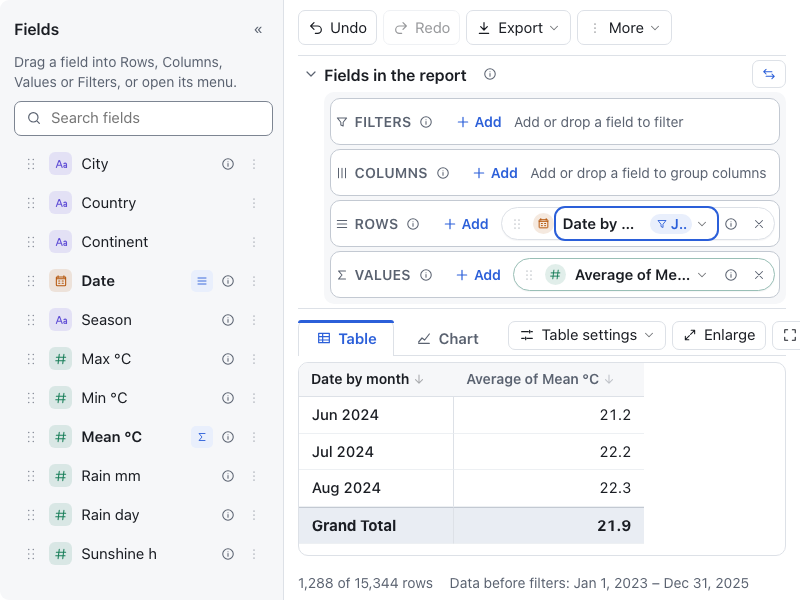 Fields
«
Drag a field into Rows, Columns,
Values or Filters, or open its menu.
Search fields
Aa City
Aa Country
Aa Continent
Date
Aa Season
Max °C
Min °C
Mean °C Σ
Rain mm
Rain day
Sunshine h
Undo Redo Export More
Fields in the report
FILTERS + Add Add or drop a field to filter
COLUMNS + Add Add or drop a field to group columns
ROWS + Add Date by ... J..
Σ VALUES + Add # Average of Me...
Table Chart Table settings Enlarge
Date by month ↓ Average of Mean °C ↓
Jun 2024 21.2
Jul 2024 22.2
Aug 2024 22.3
Grand Total 21.9
1,288 of 15,344 rows Data before filters: Jan 1, 2023 – Dec 31, 2025